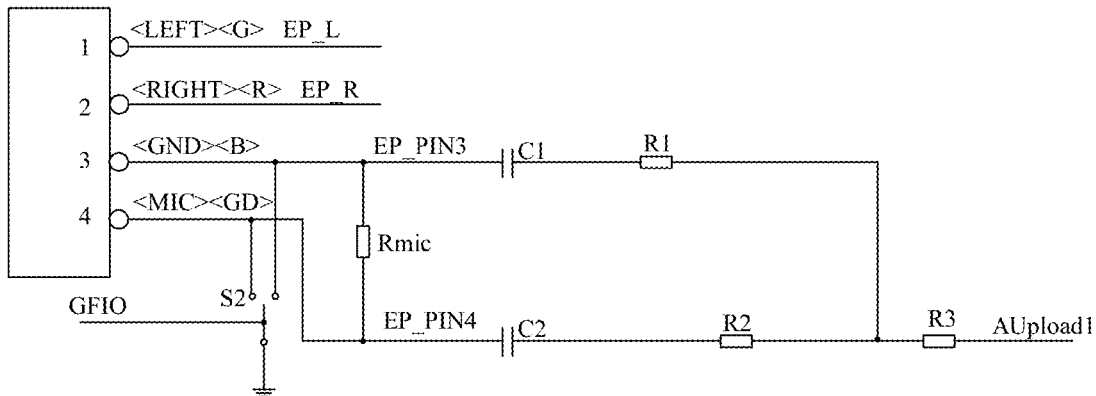 1 <LEFT><G> EP_L
2 <RIGHT><R> EP_R
3 <GND><B> EP_PIN3 C1 R1
4 <MIC><GD>
Rmic
S2
GFIO
EP_PIN4 C2 R2 R3 AUpload1